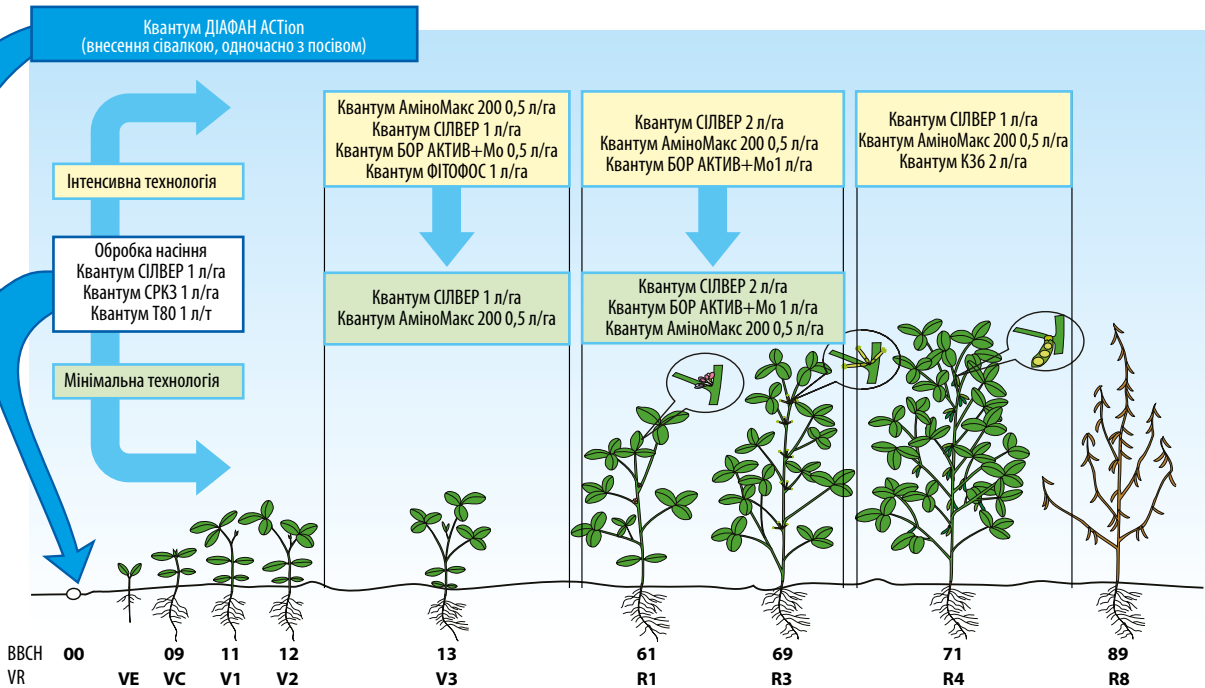 Квантум ДІАФАН ACTion
(внесення сівалкою, одночасно з посівом)
Інтенсивна технологія
Обробка насіння
Квантум СІЛВЕР 1 л/га
Квантум СРКЗ 1 л/га
Квантум Т80 1 л/т
Мінімальна технологія
Квантум АміноМакс 200 0,5 л/га
Квантум СІЛВЕР 1 л/га
Квантум БОР АКТИВ+Мо 0,5 л/га
Квантум ФІТОФОС 1 л/га
Квантум СІЛВЕР 1 л/га
Квантум АміноМакс 200 0,5 л/га
Квантум СІЛВЕР 2 л/га
Квантум АміноМакс 200 0,5 л/га
Квантум БОР АКТИВ+Мо1 л/га
Квантум СІЛВЕР 2 л/га
Квантум БОР АКТИВ+Мо 1 л/га
Квантум АміноМакс 200 0,5 л/га
Квантум СІЛВЕР 1 л/га
Квантум АміноМакс 200 0,5 л/га
Квантум К36 2 л/га
BBCH 00 09 11 12 13 61 69 71 89
VR VE VC V1 V2 V3 R1 R3 R4 R8